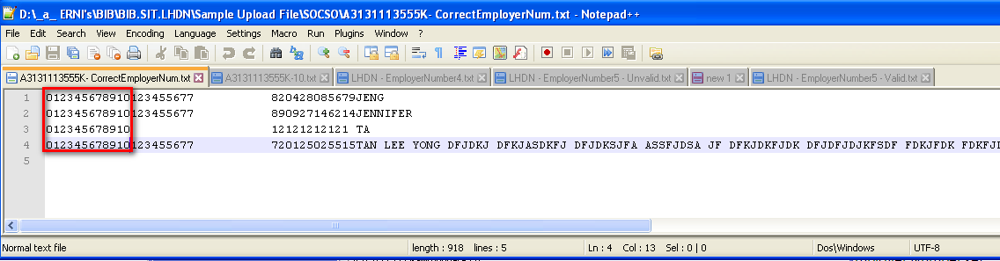 D:\_a_ ERNI's\BIB\BIB.SIT.LHDN\Sample Upload File\SOCSO\A3131113555K- CorrectEmployerNum.txt - Notepad++
File Edit Search View Encoding Language Settings Macro Run Plugins Window ?
A3131113555K- CorrectEmployerNum.txt A3131113555K-10.txt LHDN - EmployerNumber4.txt LHDN - EmployerNumber5 - Unvalid.txt new 1 LHDN - EmployerNumber5 - Valid.txt
1 012345678910123455677 820428085679JENG
2 012345678910123455677 890927146214JENNIFER
3 012345678910 12121212121 TA
4 012345678910123455677 720125025515TAN LEE YONG DFJDKJ DFKJASDKFJ DFJDKSJFA ASSFJDSA JF DFKJDKFJDK DFJDFJDJKFSDF FDKJFDK FDKFJD
5
Normal text file length : 918 lines : 5 Ln : 4 Col : 13 Sel : 0 | 0 Dos\Windows UTF-8